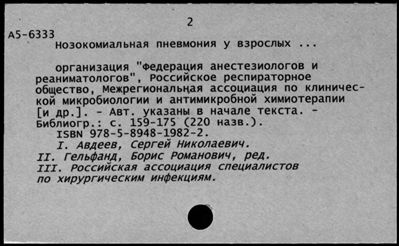 2
А5-6333
Нозокомиальная пневмония у взрослых ...
организация "Федерация анестезиологов и
реаниматологов", Российское респираторное
общество, Межрегиональная ассоциация по клиничес-
кой микробиологии и антимикробной химиотерапии
[и др.]. - Авт. указаны в начале текста. -
Библиогр.: с. 159-175 (220 назв.).
ISBN 978-5-8948-1982-2.
I. Авдеев, Сергей Николаевич.
II. Гельфанд, Борис Романович, ред.
III. Российская ассоциация специалистов
по хирургическим инфекциям.